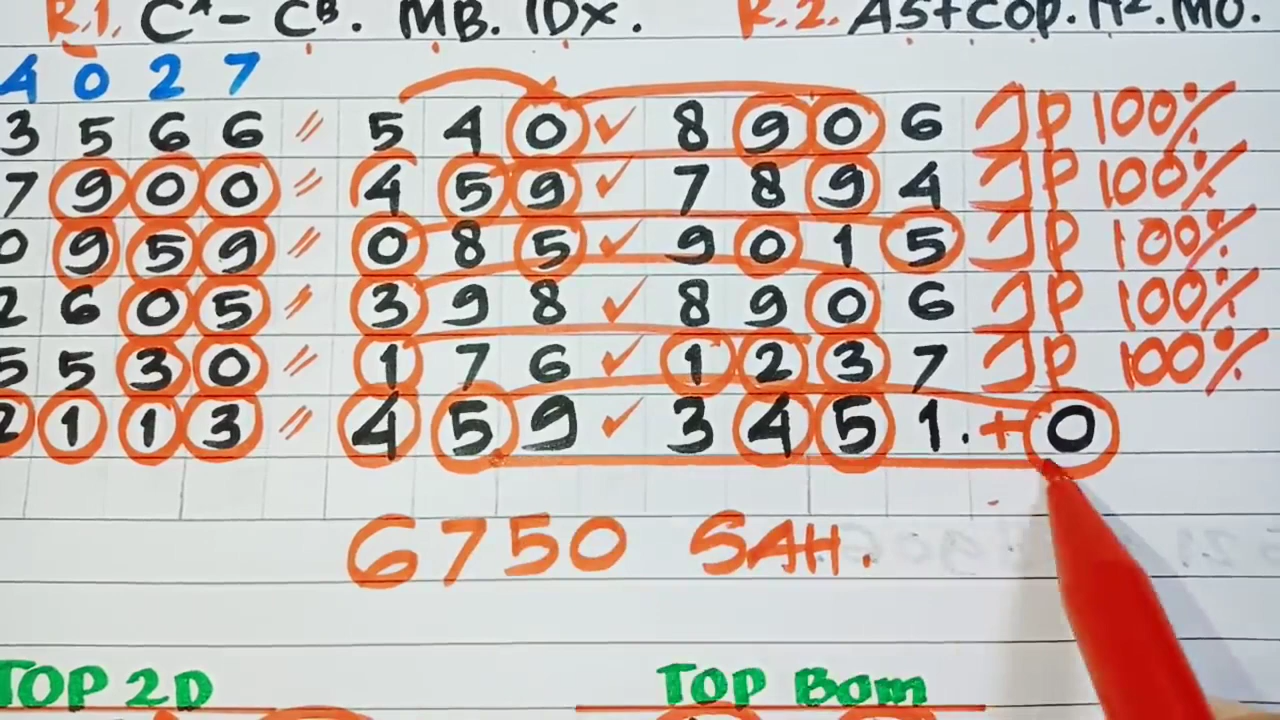 R.1. Cᴬ - Cᴮ. MB. IDX. R.2. AS+COP. M². MO.
4 0 2 7
3 5 6 6 // 5 4 0 ✓ 8 9 0 6 JP 100%
7 9 0 0 // 4 5 9 ✓ 7 8 9 4 JP 100%
0 9 5 9 // 0 8 5 ✓ 9 0 1 5 JP 100%
2 6 0 5 // 3 9 8 ✓ 8 9 0 6 JP 100%
5 5 3 0 // 1 7 6 ✓ 1 2 3 7 JP 100%
2 1 1 3 // 4 5 9 ✓ 3 4 5 1. + 0
6750 SAH.
TOP 2D TOP Bom